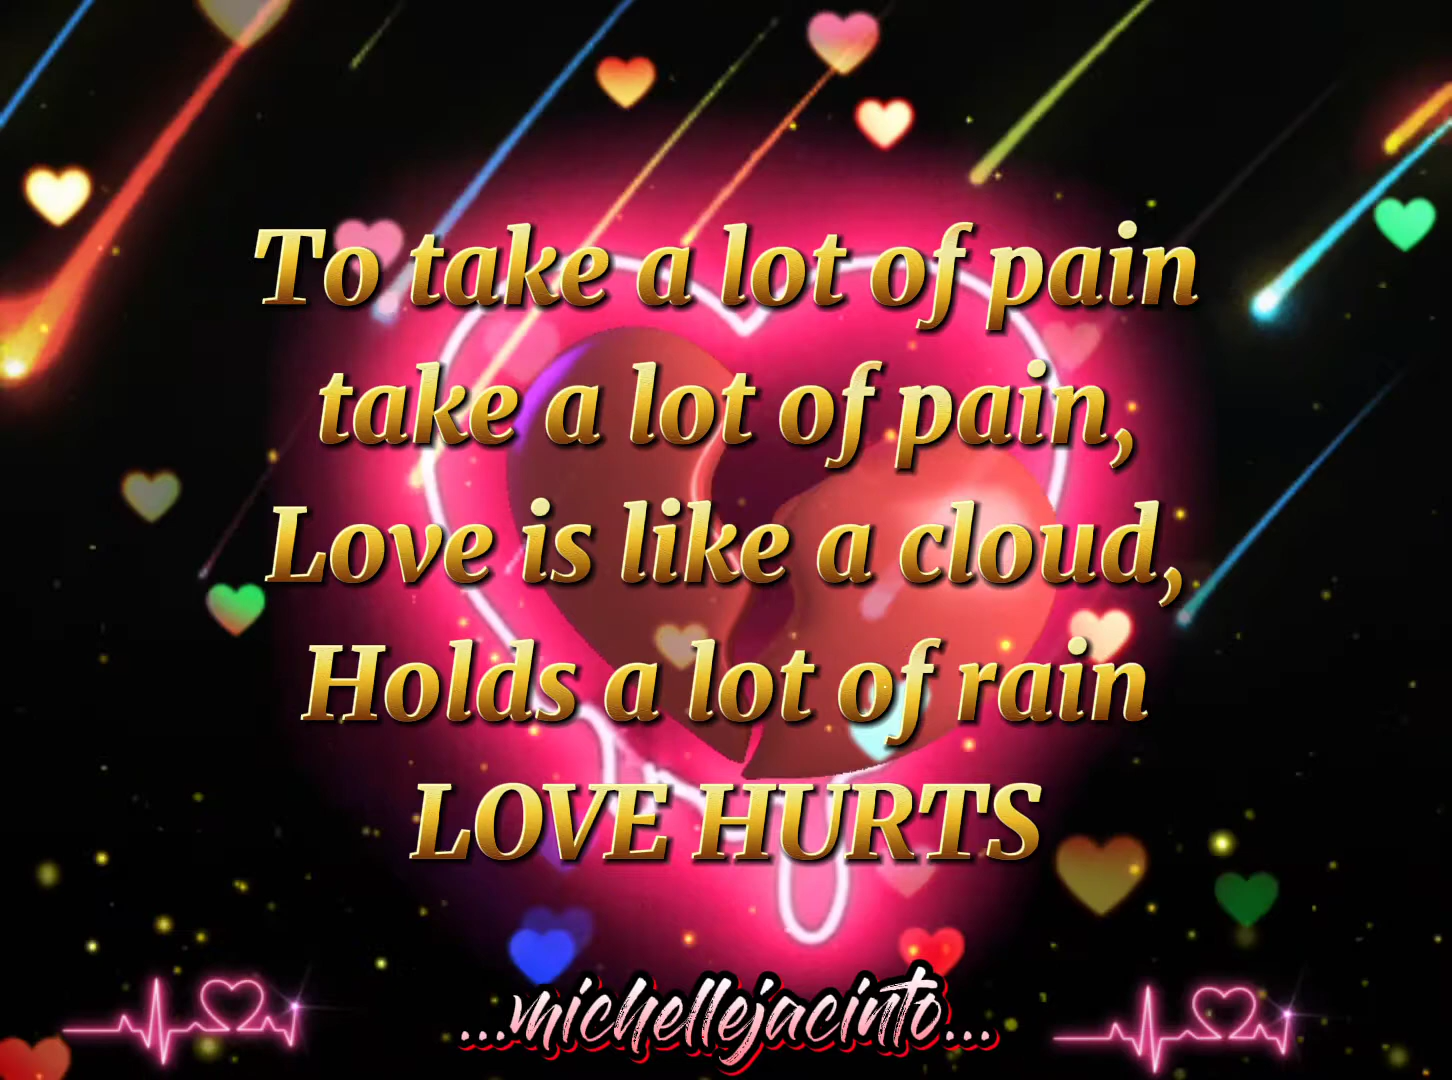 To take a lot of pain
take a lot of pain,
Love is like a cloud,
Holds a lot of rain
LOVE HURTS
...michellejacinto...